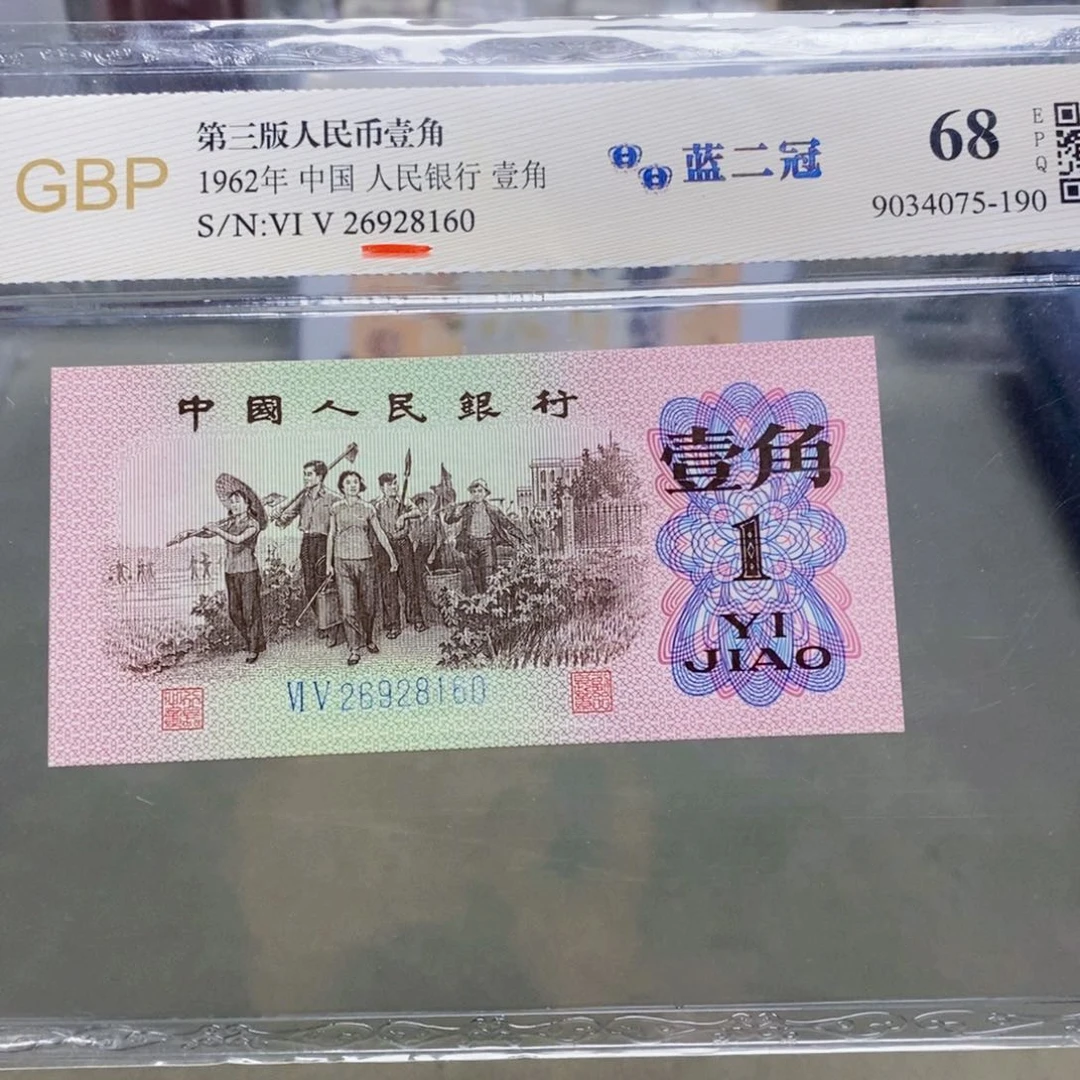 GBP
第三版人民币壹角
1962年 中国 人民银行 壹角
S/N:VI V 26928160
蓝二冠
68
EPQ
9034075-190
中國人民銀行
壹角
1
YI
JIAO
VI V 26928160